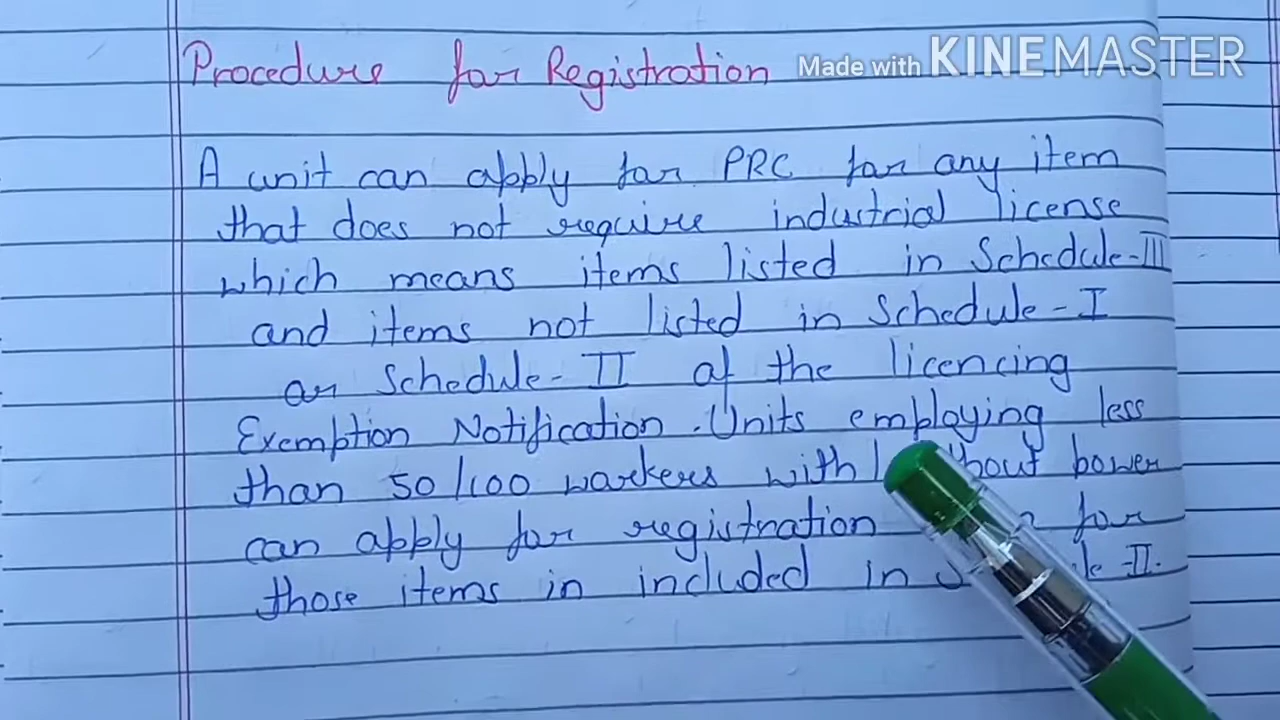 Procedure for Registration
Made with KINEMASTER
A unit can apply for PRC for any item
that does not require industrial license
which means items listed in Schedule-III
and items not listed in Schedule-I
or Schedule-II of the licencing
Exemption Notification. Units employing less
than 50/100 workers with/ power
can apply for registration for
those items in included in -II.